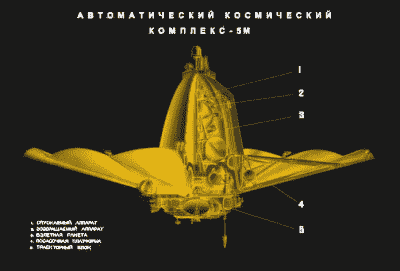 АВТОМАТИЧЕСКИЙ КОСМИЧЕСКИЙ
КОМПЛЕКС-5М
1
2
3
4
5
1. СПУСКАЕМЫЙ АППАРАТ
2. ВОЗВРАЩАЕМЫЙ АППАРАТ
3. ВЗЛЕТНАЯ РАКЕТА
4. ПОСАДОЧНАЯ ПЛАТФОРМА
5. ТРАЕКТОРНЫЙ БЛОК